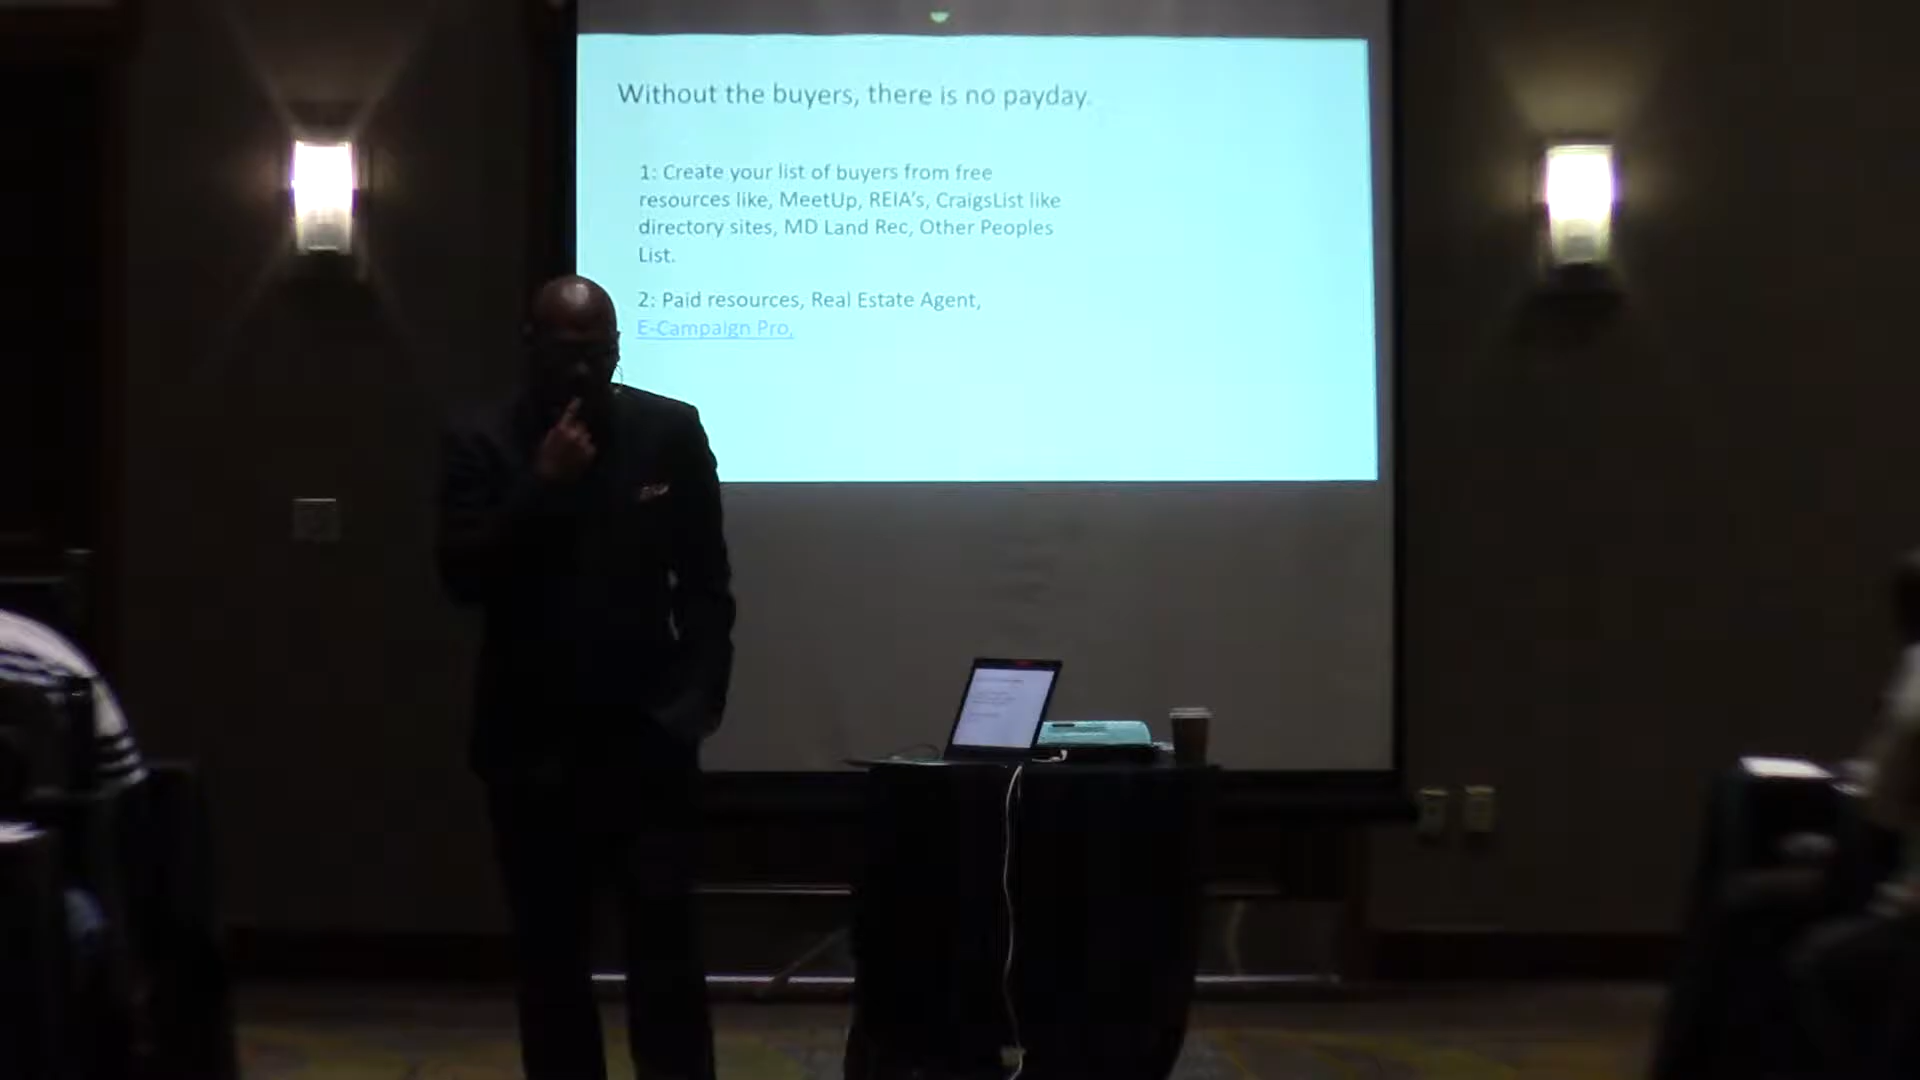 Without the buyers, there is no payday.
1: Create your list of buyers from free
resources like, MeetUp, REIA's, CraigsList like
directory sites, MD Land Rec, Other Peoples
List.
2: Paid resources, Real Estate Agent,
E-Campaign Pro,